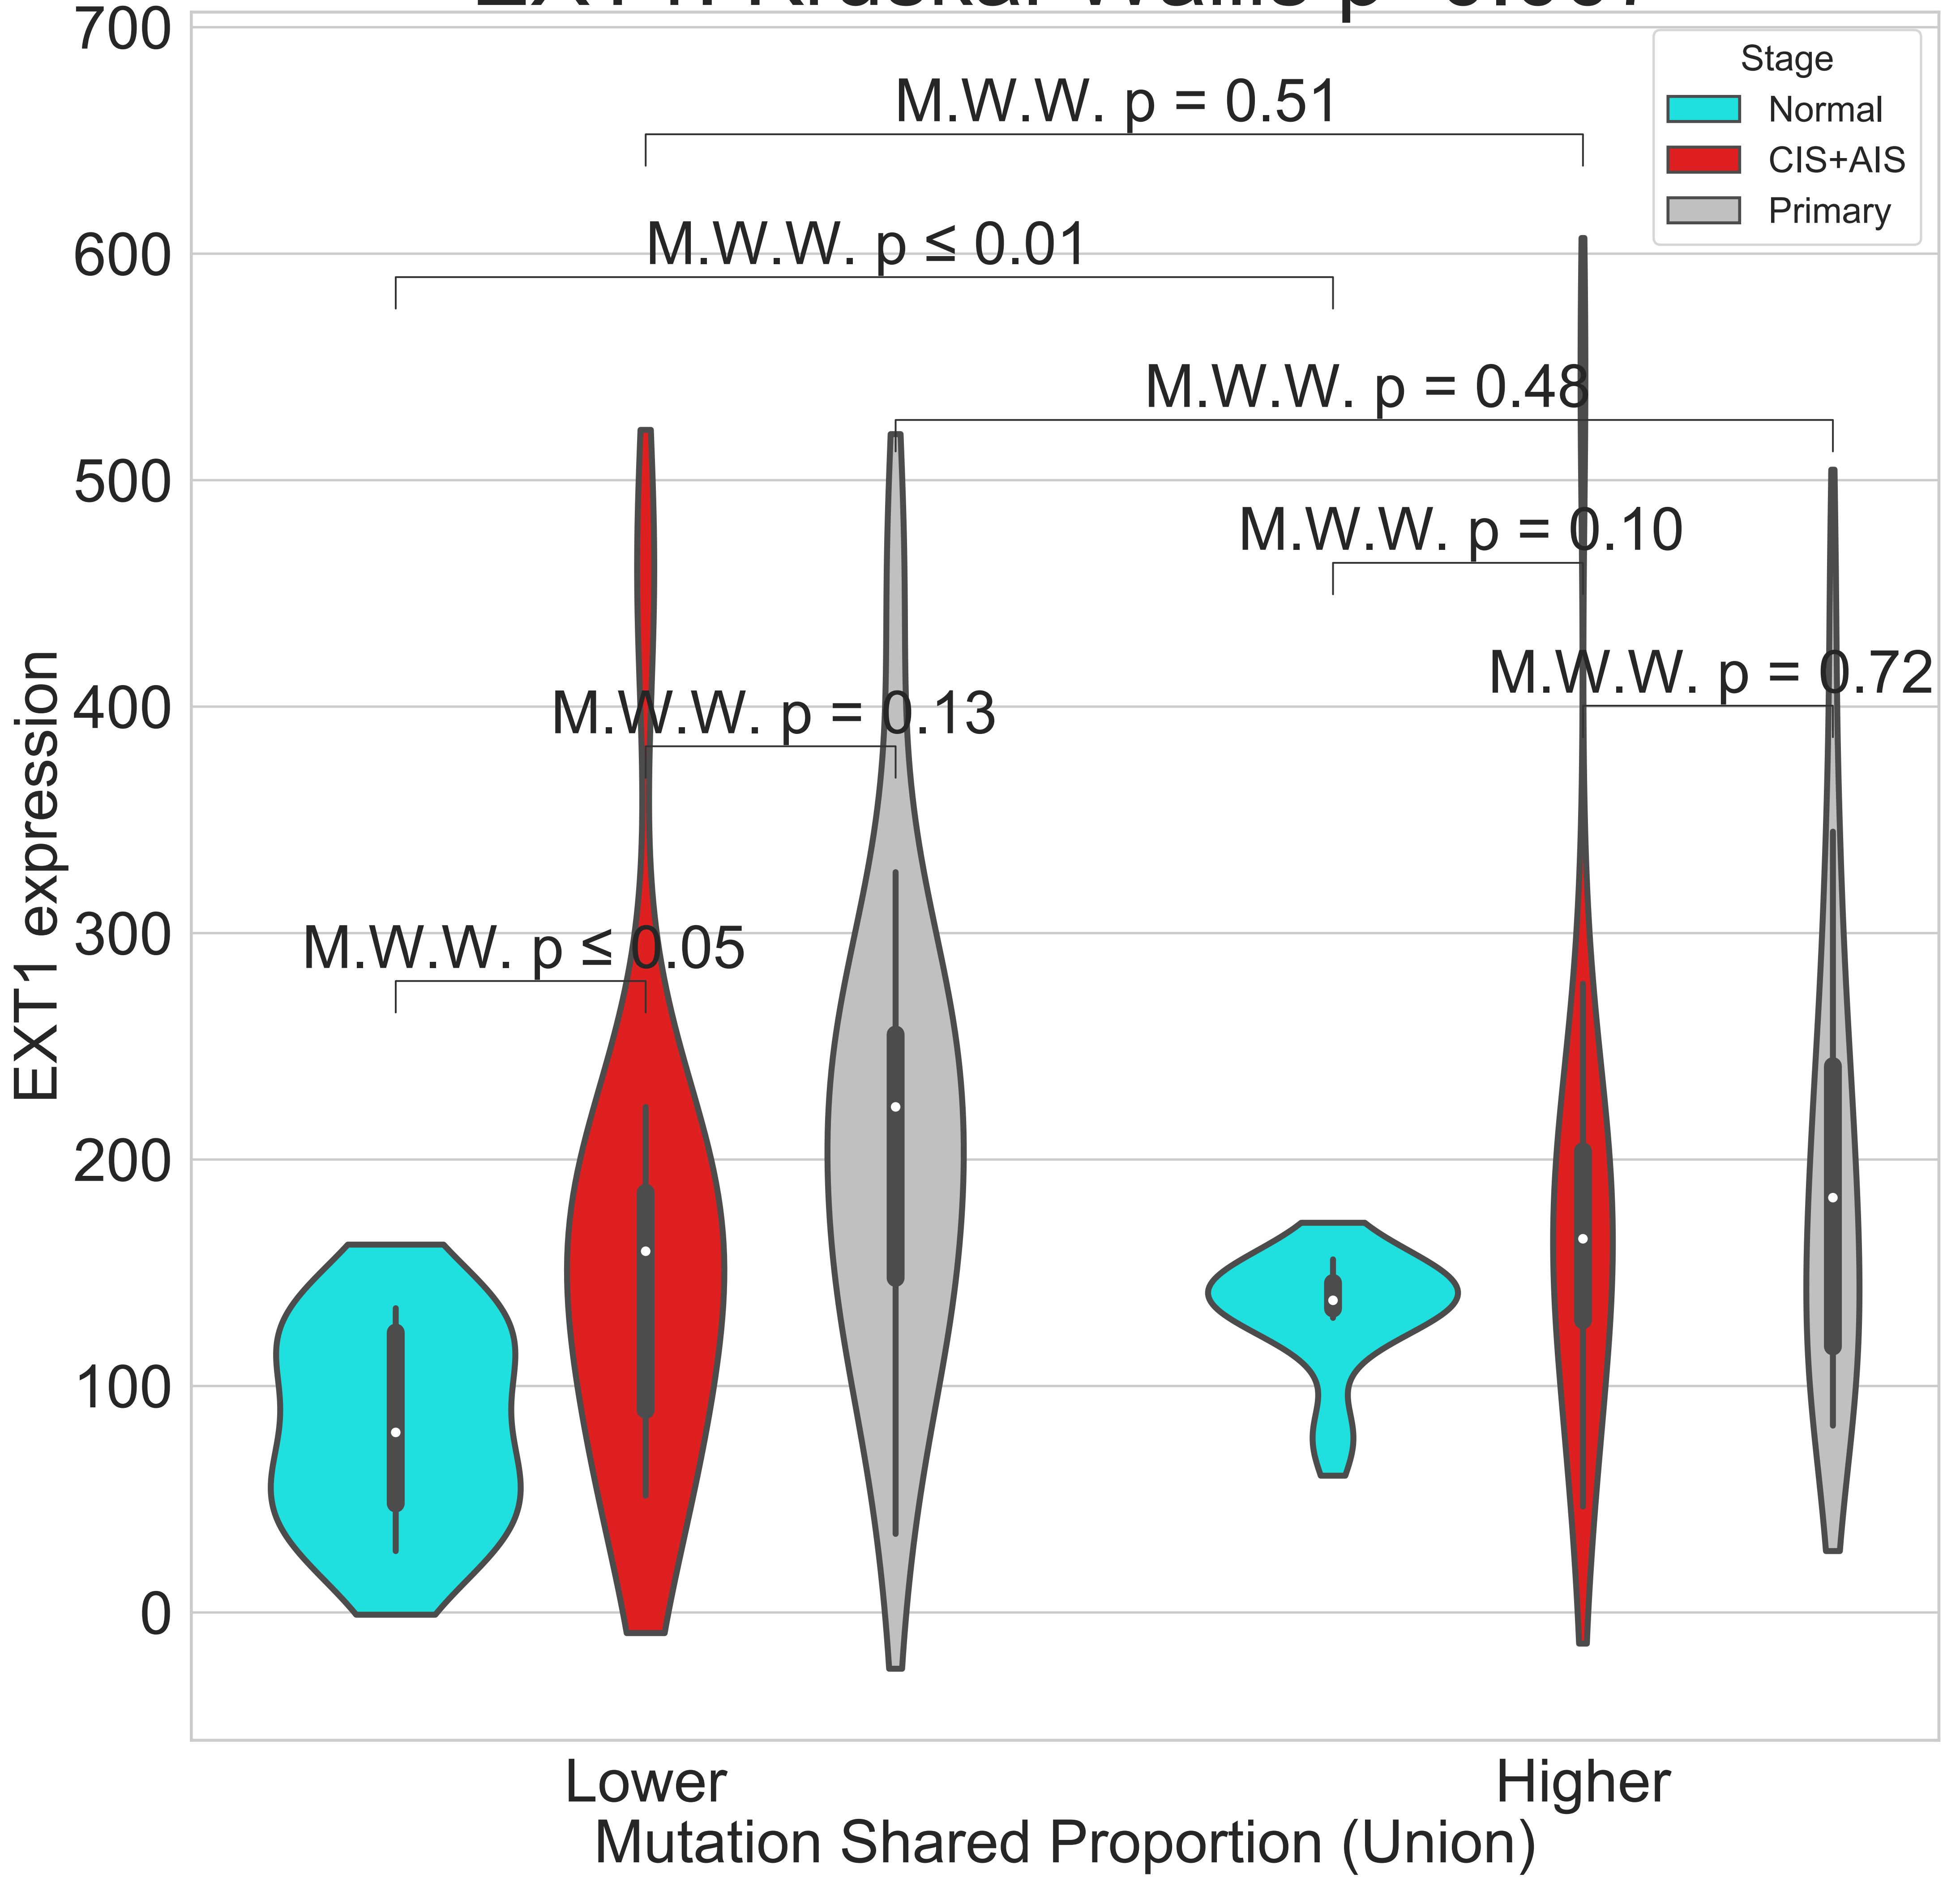 700
600
500
400
300
200
100
0
EXT1 expression
Stage
Normal
CIS+AIS
Primary
M.W.W. p = 0.51
M.W.W. p ≤ 0.01
M.W.W. p = 0.48
M.W.W. p = 0.10
M.W.W. p = 0.72
M.W.W. p = 0.13
M.W.W. p ≤ 0.05
Lower
Higher
Mutation Shared Proportion (Union)